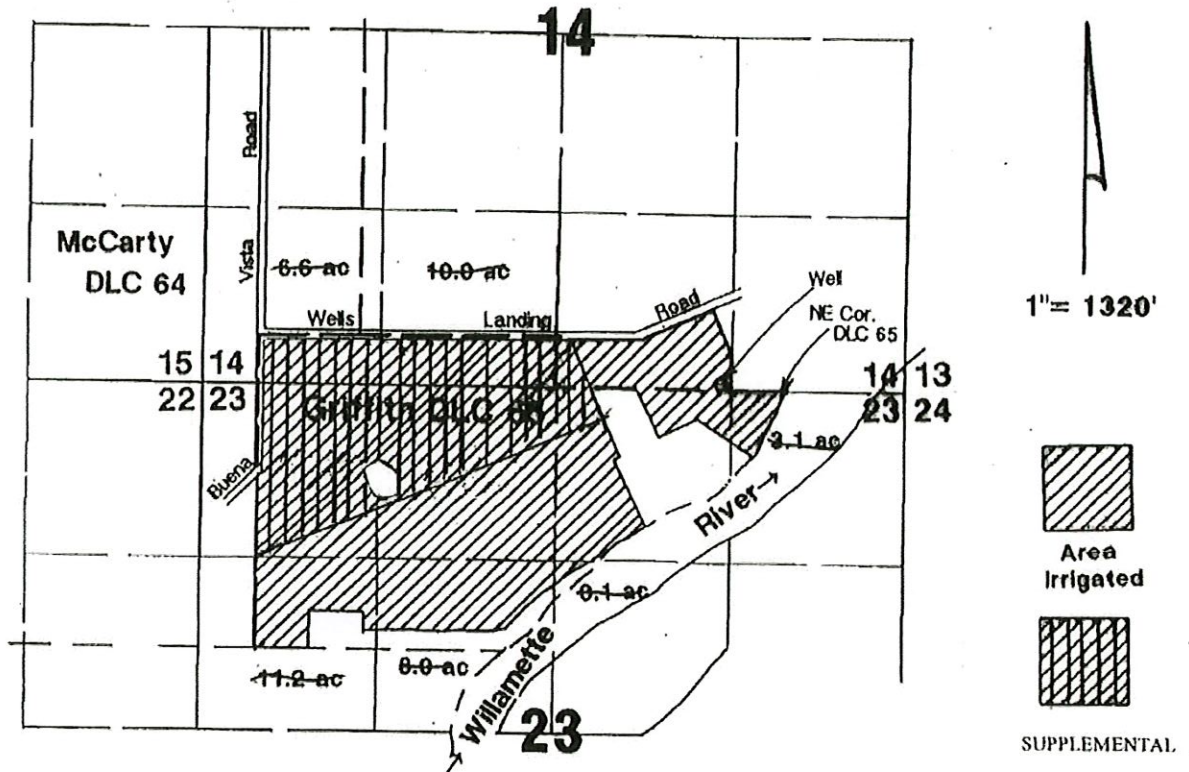 14
Road
Vista
McCarty
DLC 64
6.6 ac
10.0 ac
Wells
Landing
Road
Well
NE Cor.
DLC 65
1"= 1320'
15 14
22 23
14 13
23 24
Griffith DLC 65
3.1 ac
Buena
River→
Area
Irrigated
0.1 ac
11.2 ac
8.0 ac
Willamette
23
SUPPLEMENTAL